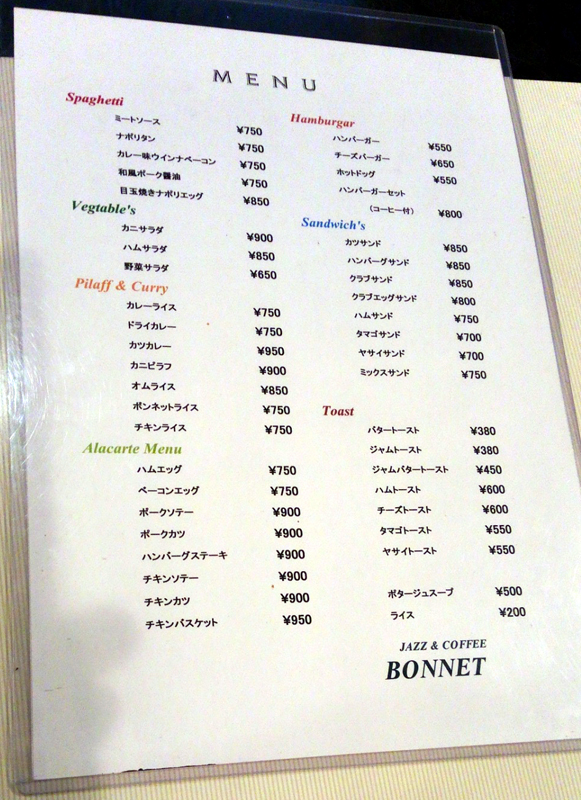 MENU
Spaghetti
ミートソース ¥750
ナポリタン ¥750
カレー味ウインナベーコン ¥750
和風ポーク醤油 ¥750
目玉焼きナポリエッグ ¥850
Vegtable's
カニサラダ ¥900
ハムサラダ ¥850
野菜サラダ ¥650
Pilaff & Curry
カレーライス ¥750
ドライカレー ¥750
カツカレー ¥950
カニピラフ ¥900
オムライス ¥850
ボンネットライス ¥750
チキンライス ¥750
Alacarte Menu
ハムエッグ ¥750
ベーコンエッグ ¥750
ポークソテー ¥900
ポークカツ ¥900
ハンバーグステーキ ¥900
チキンソテー ¥900
チキンカツ ¥900
チキンバスケット ¥950
Hamburgar
ハンバーガー ¥550
チーズバーガー ¥650
ホットドッグ ¥550
ハンバーガーセット
(コーヒー付) ¥800
Sandwich's
カツサンド ¥850
ハンバーグサンド ¥850
クラブサンド ¥850
クラブエッグサンド ¥800
ハムサンド ¥750
タマゴサンド ¥700
ヤサイサンド ¥700
ミックスサンド ¥750
Toast
バタートースト ¥380
ジャムトースト ¥380
ジャムバタートースト ¥450
ハムトースト ¥600
チーズトースト ¥600
タマゴトースト ¥550
ヤサイトースト ¥550
ポタージュスープ ¥500
ライス ¥200
JAZZ & COFFEE
BONNET